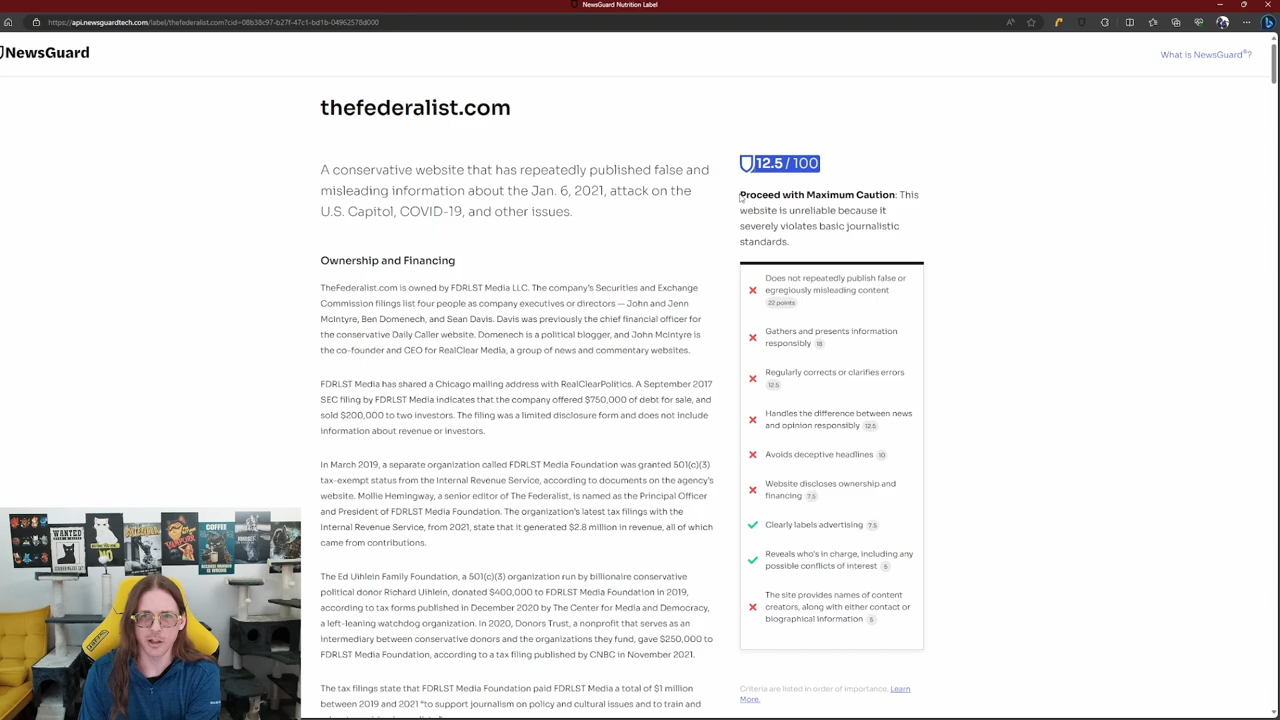 NewsGuard Nutrition Label
https://api.newsguardtech.com/label/thefederalist.com?cid=08b38c97-b27f-47c1-bd1b-04962578d000
NewsGuard
What is NewsGuard®?
thefederalist.com
A conservative website that has repeatedly published false and
misleading information about the Jan. 6, 2021, attack on the
U.S. Capitol, COVID-19, and other issues.
Ownership and Financing
TheFederalist.com is owned by FDRLST Media LLC. The company's Securities and Exchange
Commission filings list four people as company executives or directors — John and Jenn
McIntyre, Ben Domenech, and Sean Davis. Davis was previously the chief financial officer for
the conservative Daily Caller website. Domenech is a political blogger, and John McIntyre is
the co-founder and CEO for RealClear Media, a group of news and commentary websites.
FDRLST Media has shared a Chicago mailing address with RealClearPolitics. A September 2017
SEC filing by FDRLST Media indicates that the company offered $750,000 of debt for sale, and
sold $200,000 to two investors. The filing was a limited disclosure form and does not include
information about revenue or investors.
In March 2019, a separate organization called FDRLST Media Foundation was granted 501(c)(3)
tax-exempt status from the Internal Revenue Service, according to documents on the agency's
website. Mollie Hemingway, a senior editor of The Federalist, is named as the Principal Officer
and President of FDRLST Media Foundation. The organization's latest tax filings with the
Internal Revenue Service, from 2021, state that it generated $2.8 million in revenue, all of which
came from contributions.
The Ed Uihlein Family Foundation, a 501(c)(3) organization run by billionaire conservative
political donor Richard Uihlein, donated $400,000 to FDRLST Media Foundation in 2019,
according to tax forms published in December 2020 by The Center for Media and Democracy,
a left-leaning watchdog organization. In 2020, Donors Trust, a nonprofit that serves as an
intermediary between conservative donors and the organizations they fund, gave $250,000 to
FDRLST Media Foundation, according to a tax filing published by CNBC in November 2021.
The tax filings state that FDRLST Media Foundation paid FDRLST Media a total of $1 million
between 2019 and 2021 "to support journalism on policy and cultural issues and to train and
12.5 / 100
Proceed with Maximum Caution: This
website is unreliable because it
severely violates basic journalistic
standards.
Does not repeatedly publish false or
egregiously misleading content
22 points
Gathers and presents information
responsibly 18
Regularly corrects or clarifies errors
12.5
Handles the difference between news
and opinion responsibly 12.5
Avoids deceptive headlines 10
Website discloses ownership and
financing 7.5
Clearly labels advertising 7.5
Reveals who's in charge, including any
possible conflicts of interest 5
The site provides names of content
creators, along with either contact or
biographical information 5
Criteria are listed in order of importance. Learn
More.
WANTED
COFFEE